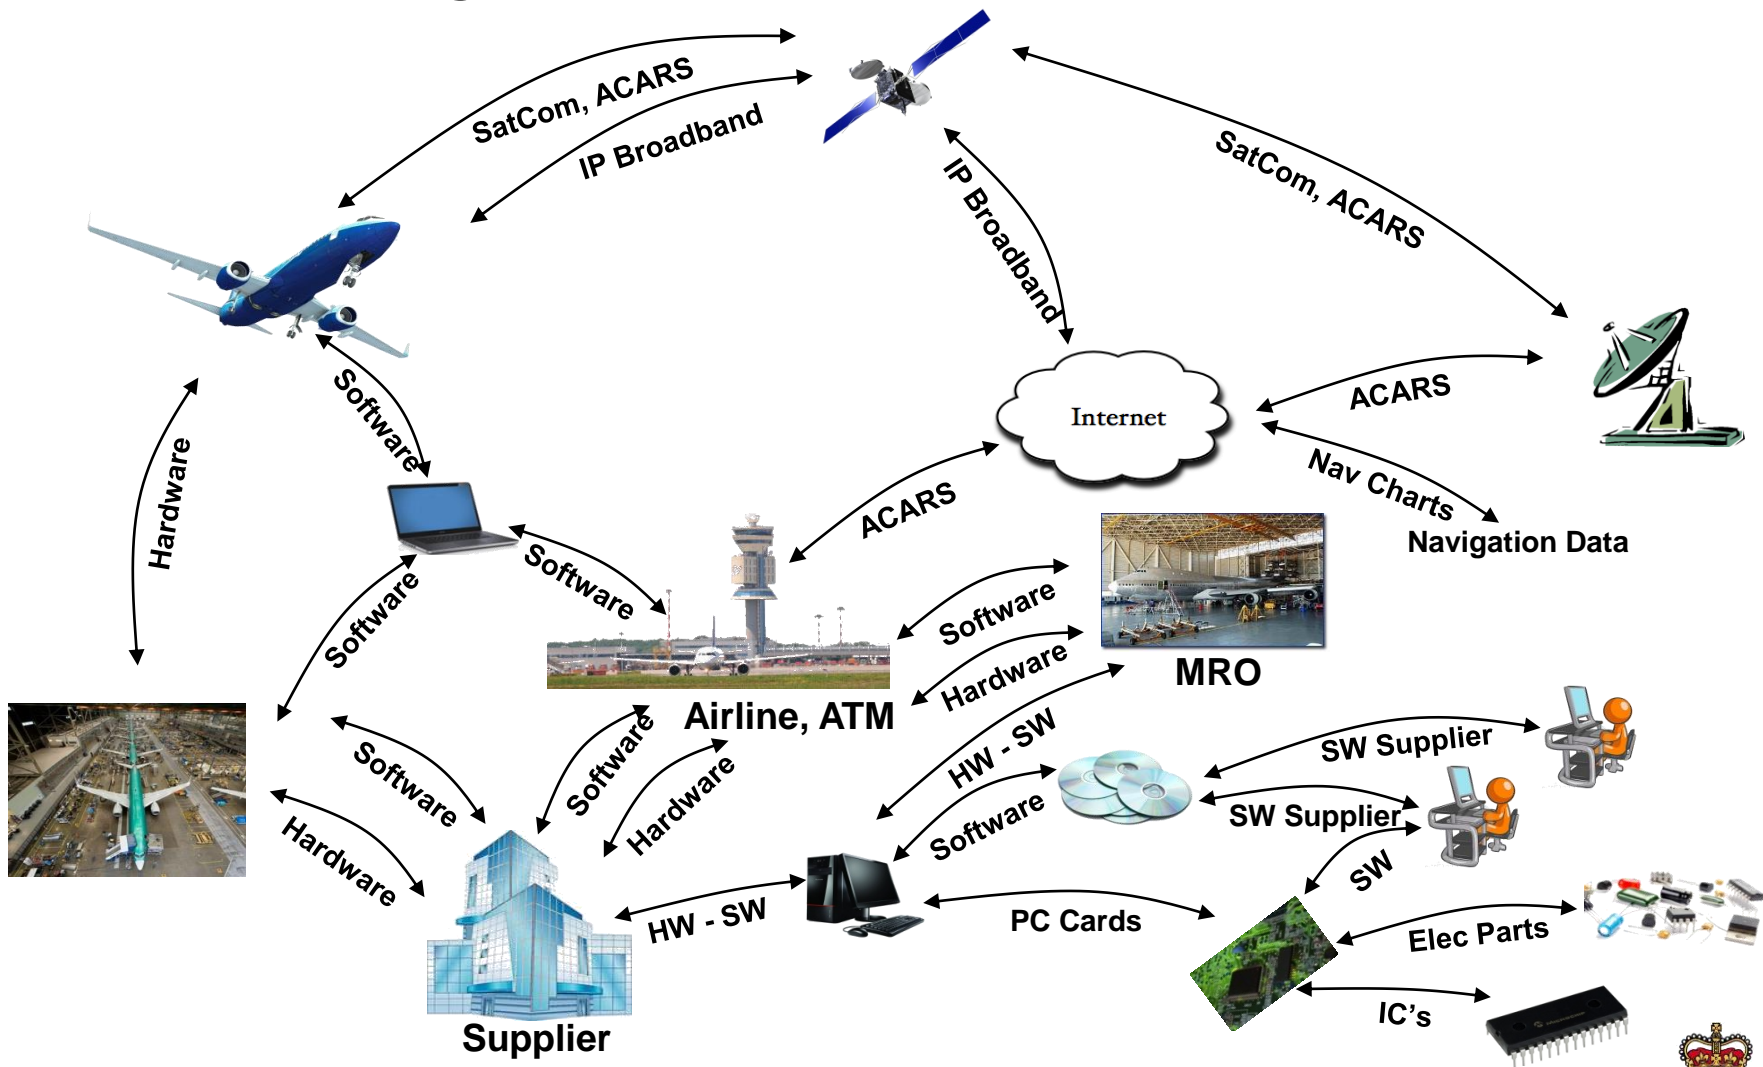 SatCom, ACARS
IP Broadband
IP Broadband
SatCom, ACARS
Software
Hardware
Internet
ACARS
Nav Charts
Navigation Data
ACARS
Software
Software
Software
Hardware
MRO
Airline, ATM
HW - SW
Software
Hardware
Software
Hardware
Software
SW Supplier
SW Supplier
SW
HW - SW
PC Cards
Elec Parts
IC's
Supplier